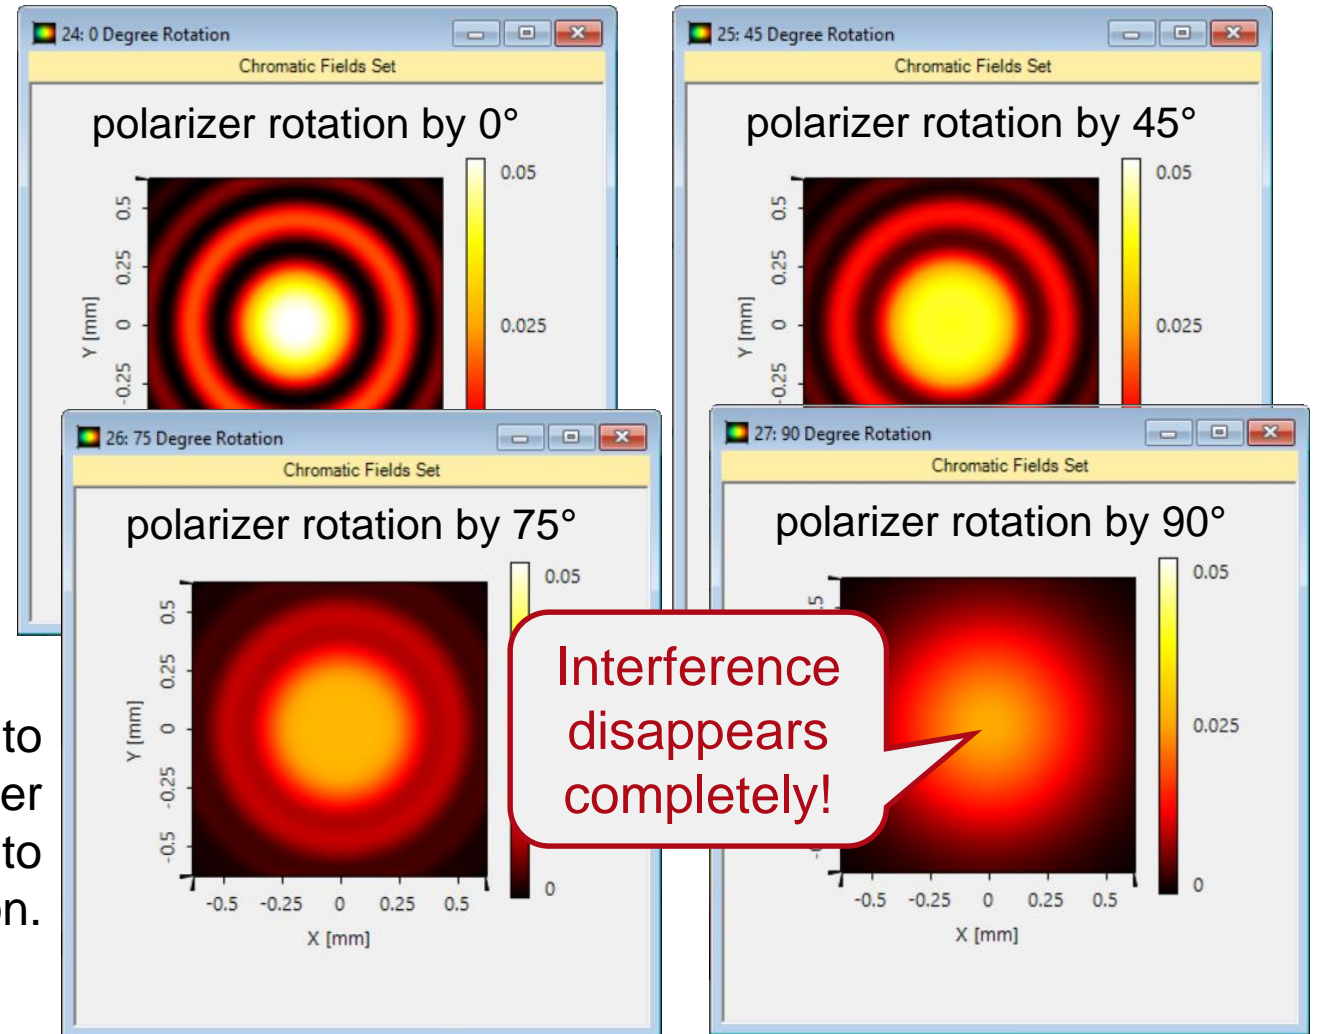 24: 0 Degree Rotation
Chromatic Fields Set
polarizer rotation by 0°
0.05
0.025
0.5
0.25
0
-0.25
Y [mm]
25: 45 Degree Rotation
Chromatic Fields Set
polarizer rotation by 45°
0.05
0.025
0.5
0.25
0
-0.25
Y [mm]
26: 75 Degree Rotation
Chromatic Fields Set
polarizer rotation by 75°
0.05
0
0.5
0.25
0
-0.25
-0.5
Y [mm]
-0.5 -0.25 0 0.25 0.5
X [mm]
27: 90 Degree Rotation
Chromatic Fields Set
polarizer rotation by 90°
0.05
0.025
0
-0.5 -0.25 0 0.25 0.5
X [mm]
Interference
disappears
completely!
to
er
to
on.